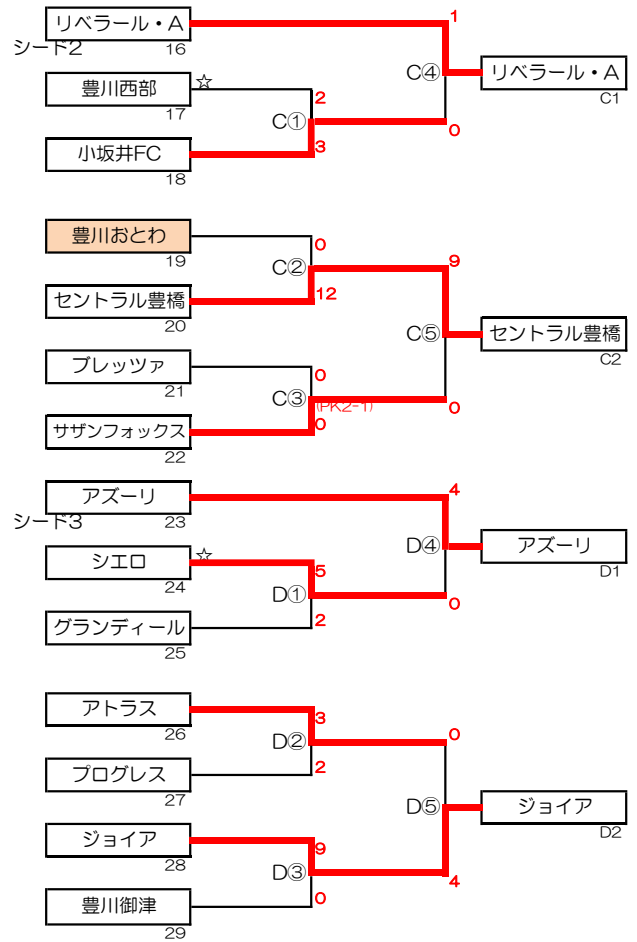 リベラール・A
シード2
16
1
C④
リベラール・A
C1
豊川西部
☆
17
2
C①
3
0
小坂井FC
18
豊川おとわ
19
0
C②
12
9
セントラル豊橋
20
C⑤
セントラル豊橋
C2
ブレッツァ
21
0
C③
(PK2-1)
0
0
サザンフォックス
22
アズーリ
シード3
23
4
D④
アズーリ
D1
シエロ
☆
24
5
D①
2
0
グランディール
25
アトラス
26
3
D②
2
0
プログレス
27
D⑤
ジョイア
D2
ジョイア
28
9
D③
0
4
豊川御津
29